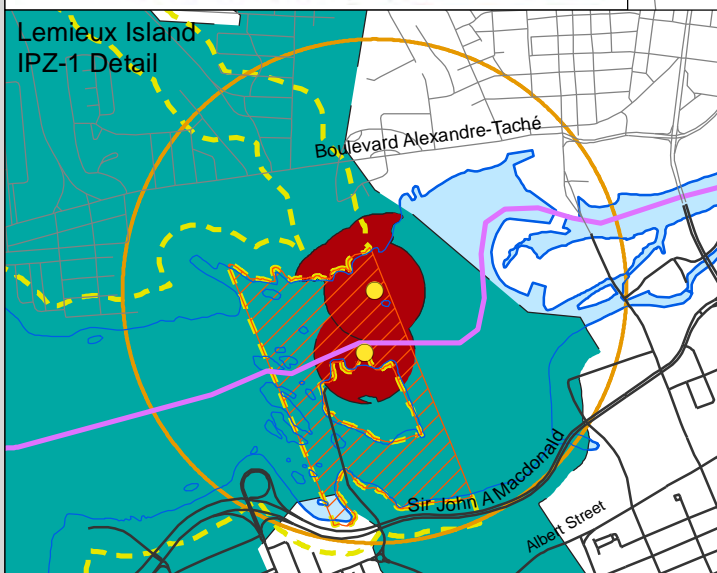 Lemieux Island
IPZ-1 Detail
Boulevard Alexandre-Taché
Sir John A Macdonald
Albert Street